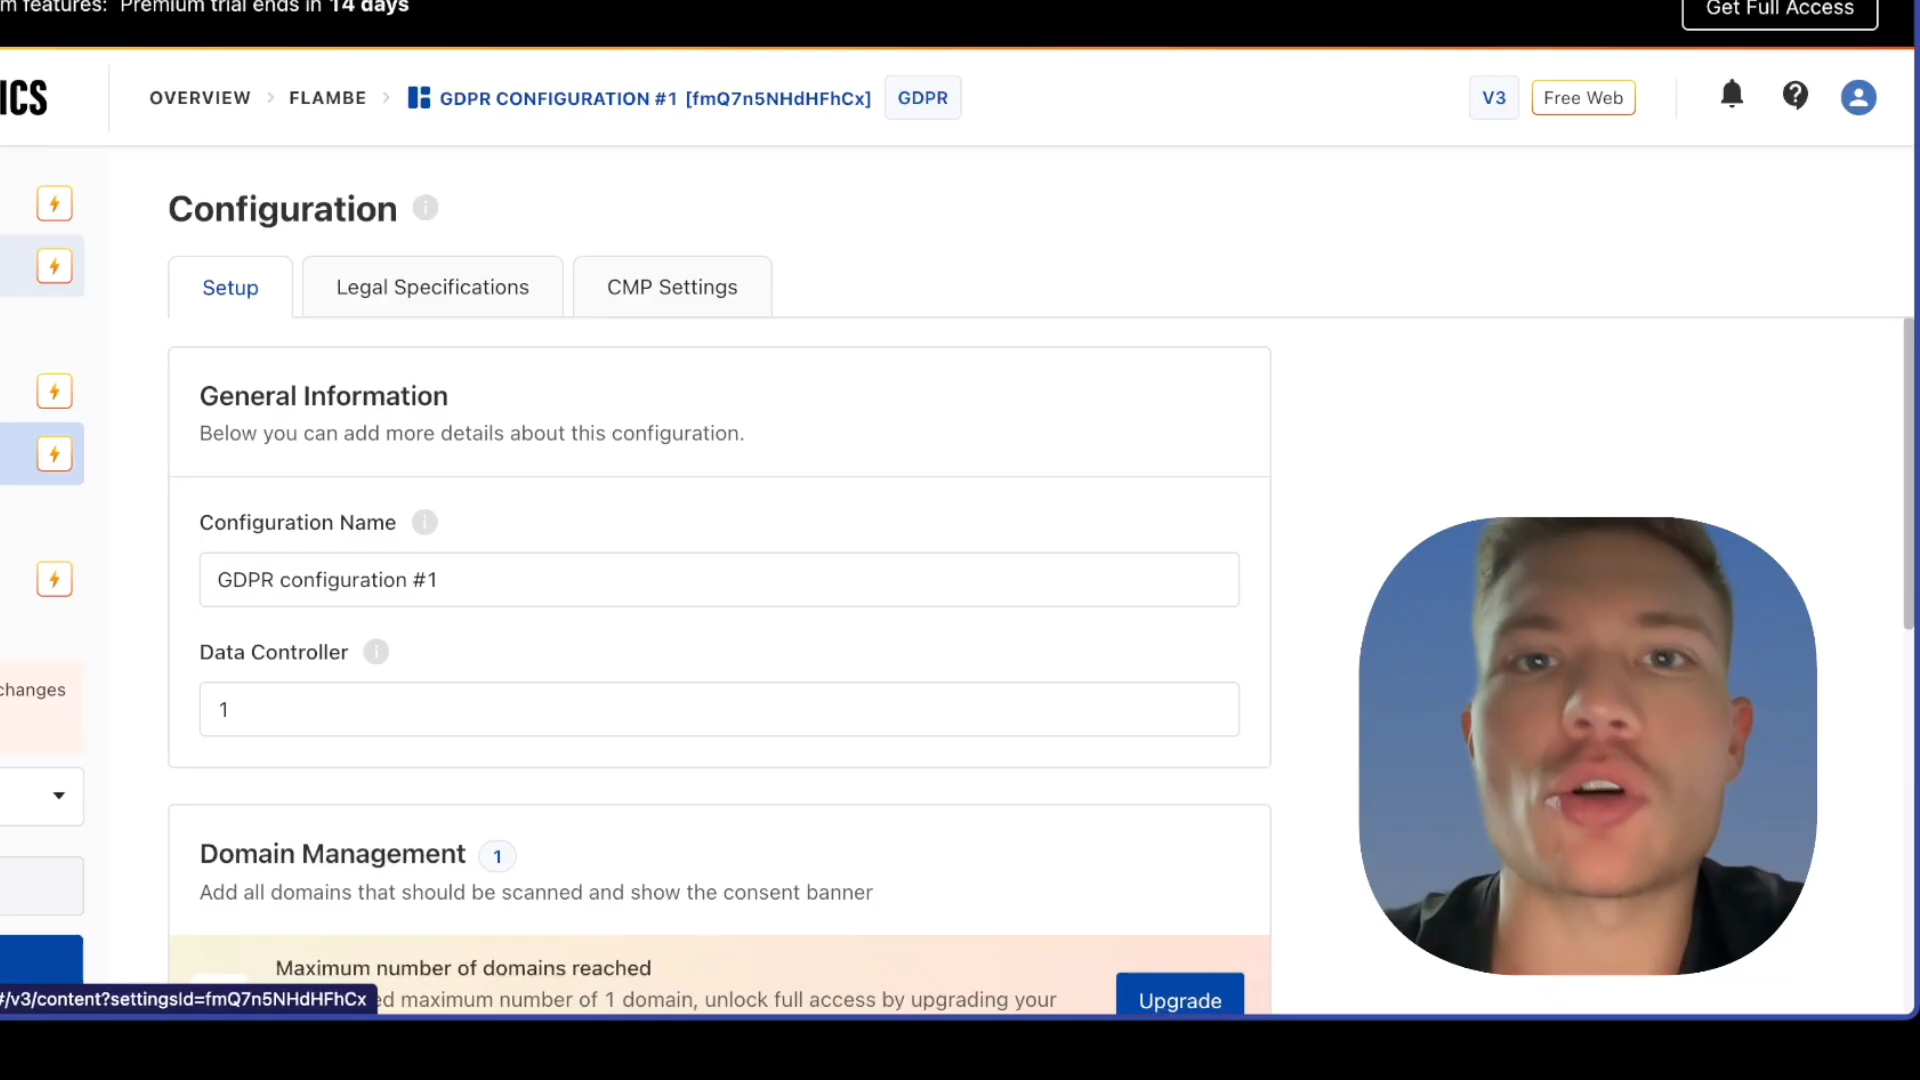 m features: Premium trial ends in 14 days
Get Full Access
ICS
OVERVIEW > FLAMBE > GDPR CONFIGURATION #1 [fmQ7n5NHdHFhCx] GDPR
V3 Free Web
Configuration
Setup Legal Specifications CMP Settings
General Information
Below you can add more details about this configuration.
Configuration Name
GDPR configuration #1
Data Controller
changes
1
Domain Management 1
Add all domains that should be scanned and show the consent banner
Maximum number of domains reached
ed maximum number of 1 domain, unlock full access by upgrading your
Upgrade
#/v3/content?settingsId=fmQ7n5NHdHFhCx